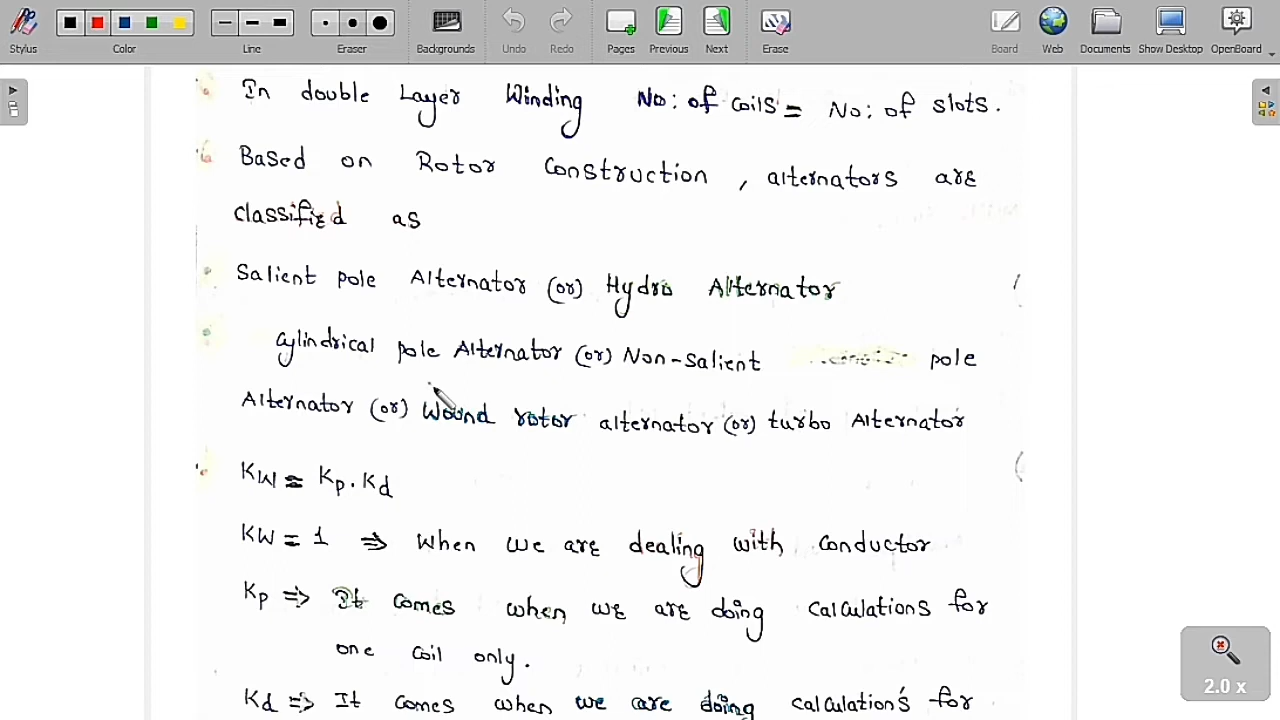 Stylus
Color
Line
Eraser
Backgrounds
Undo
Redo
Pages
Previous
Next
Erase
Board
Web
Documents
Show Desktop
OpenBoard
In double Layer Winding No: of coils = No: of slots.
Based on Rotor Construction, alternators are
classified as
Salient pole Alternator (or) Hydro Alternator
Cylindrical pole Alternator (or) Non-Salient pole
Alternator (or) Wound rotor alternator (or) turbo Alternator
KW = Kp . Kd
KW = 1 ⇒ When we are dealing with conductor
Kp ⇒ It comes when we are doing calculations for
one coil only.
Kd ⇒ It comes when we are doing calculation's for
2.0 x